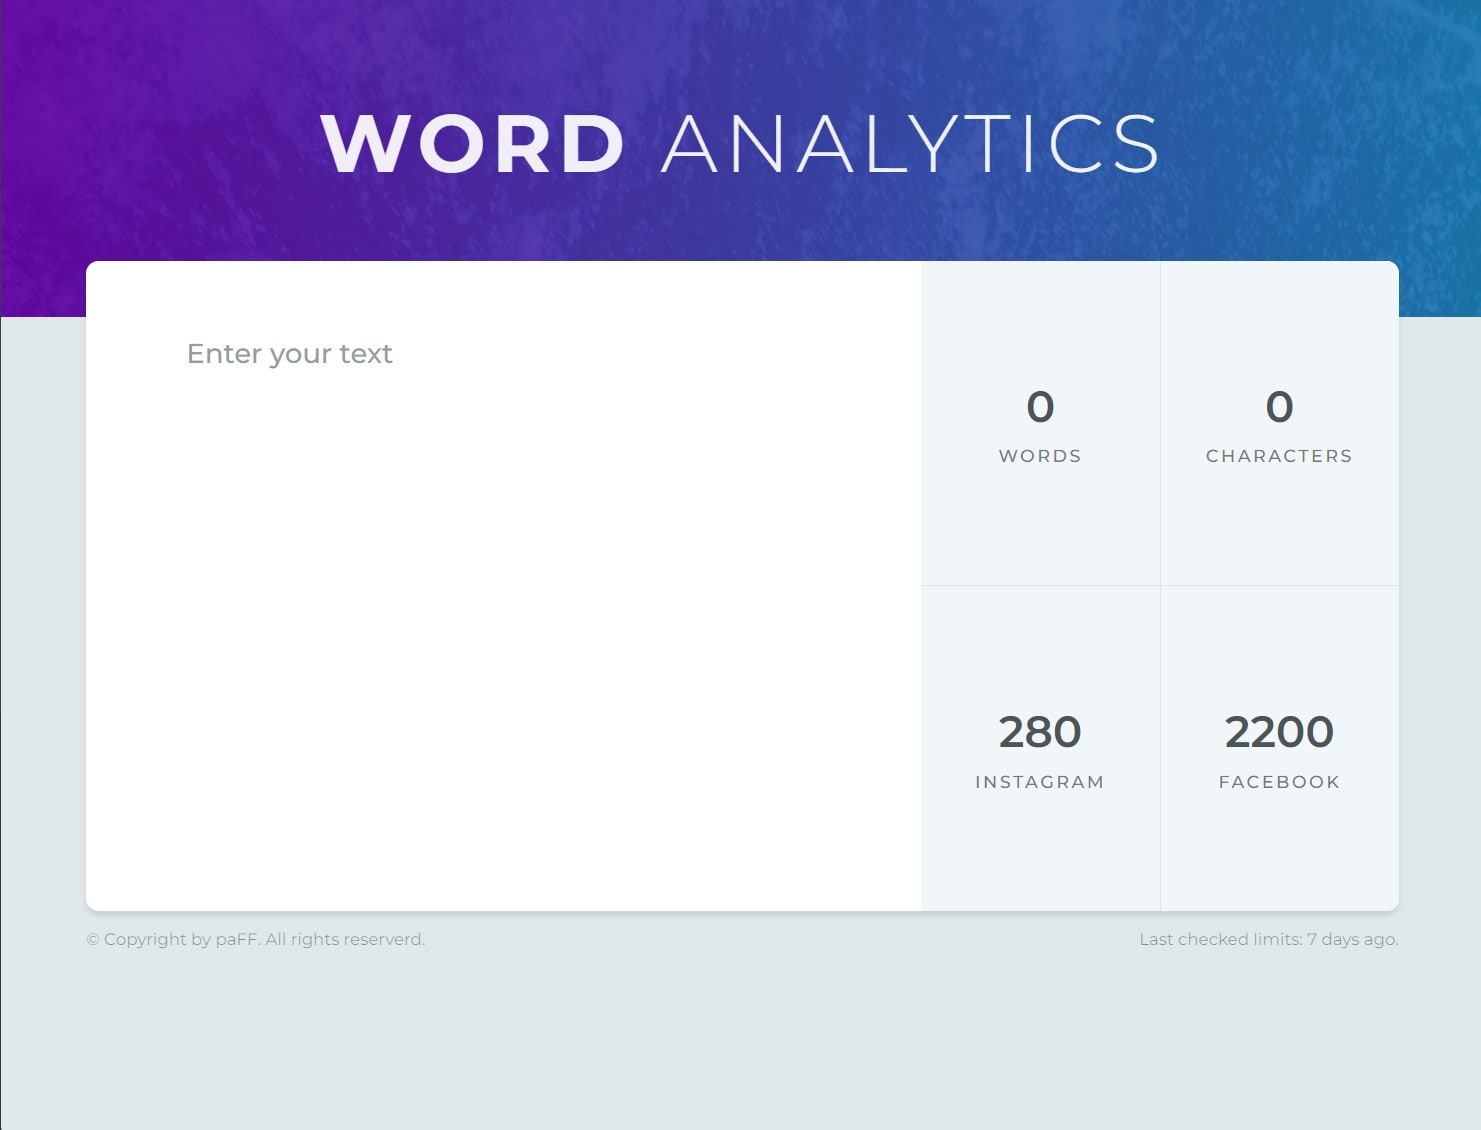 WORD ANALYTICS
Enter your text
0
WORDS
0
CHARACTERS
280
INSTAGRAM
2200
FACEBOOK
© Copyright by paFF. All rights reserverd.
Last checked limits: 7 days ago.